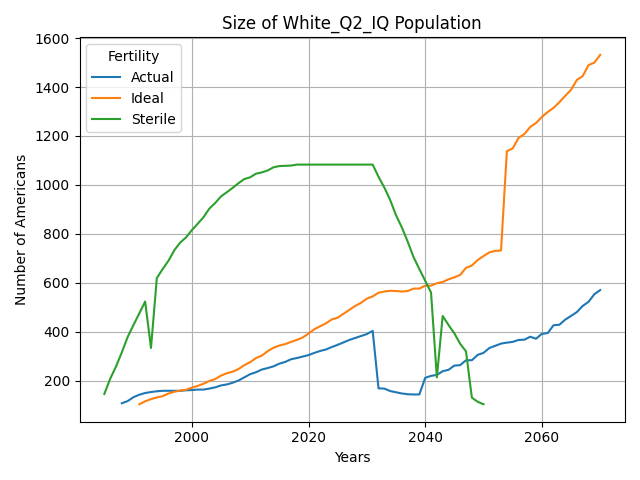 Size of White_Q2_IQ Population
Fertility
Actual
Ideal
Sterile
Number of Americans
1600
1400
1200
1000
800
600
400
200
2000
2020
2040
2060
Years